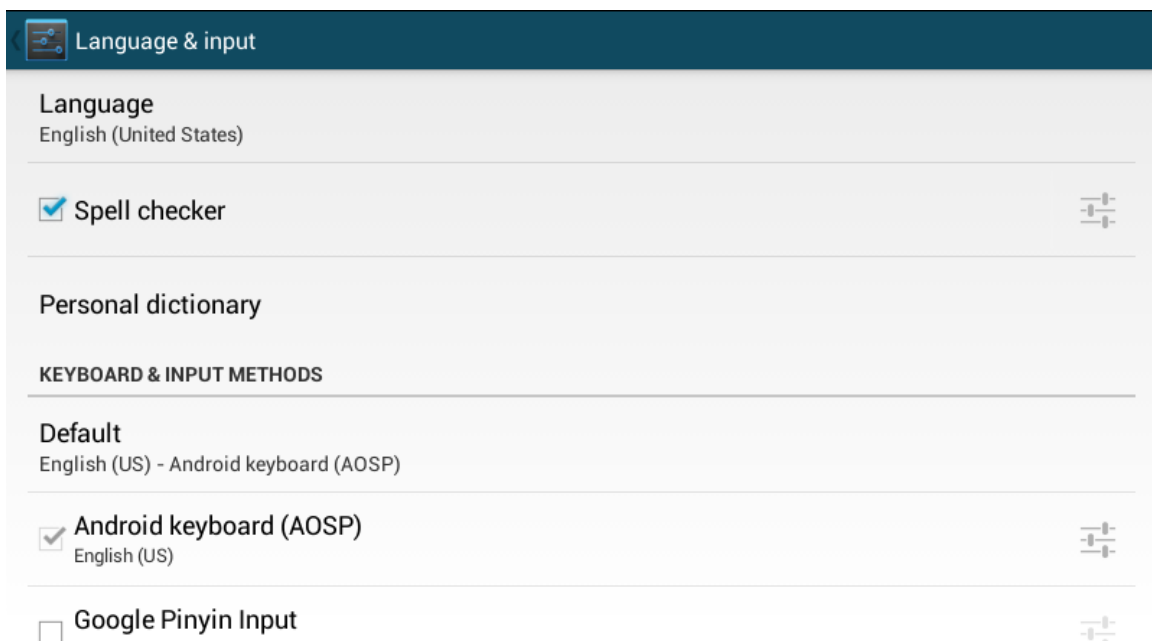 Language & input
Language
English (United States)
Spell checker
Personal dictionary
KEYBOARD & INPUT METHODS
Default
English (US) - Android keyboard (AOSP)
Android keyboard (AOSP)
English (US)
Google Pinyin Input